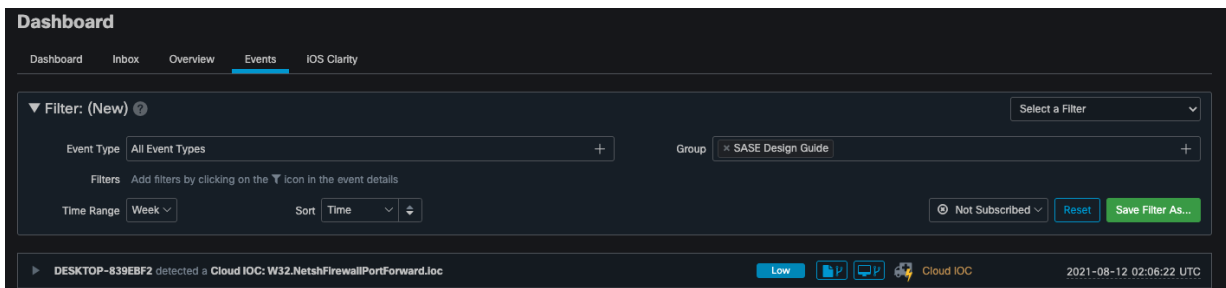 Dashboard
Dashboard Inbox Overview Events iOS Clarity
Filter: (New) ? Select a Filter
Event Type All Event Types + Group × SASE Design Guide +
Filters Add filters by clicking on the icon in the event details
Time Range Week Sort Time Not Subscribed Reset Save Filter As...
DESKTOP-839EBF2 detected a Cloud IOC: W32.NetshFirewallPortForward.ioc Low Cloud IOC 2021-08-12 02:06:22 UTC